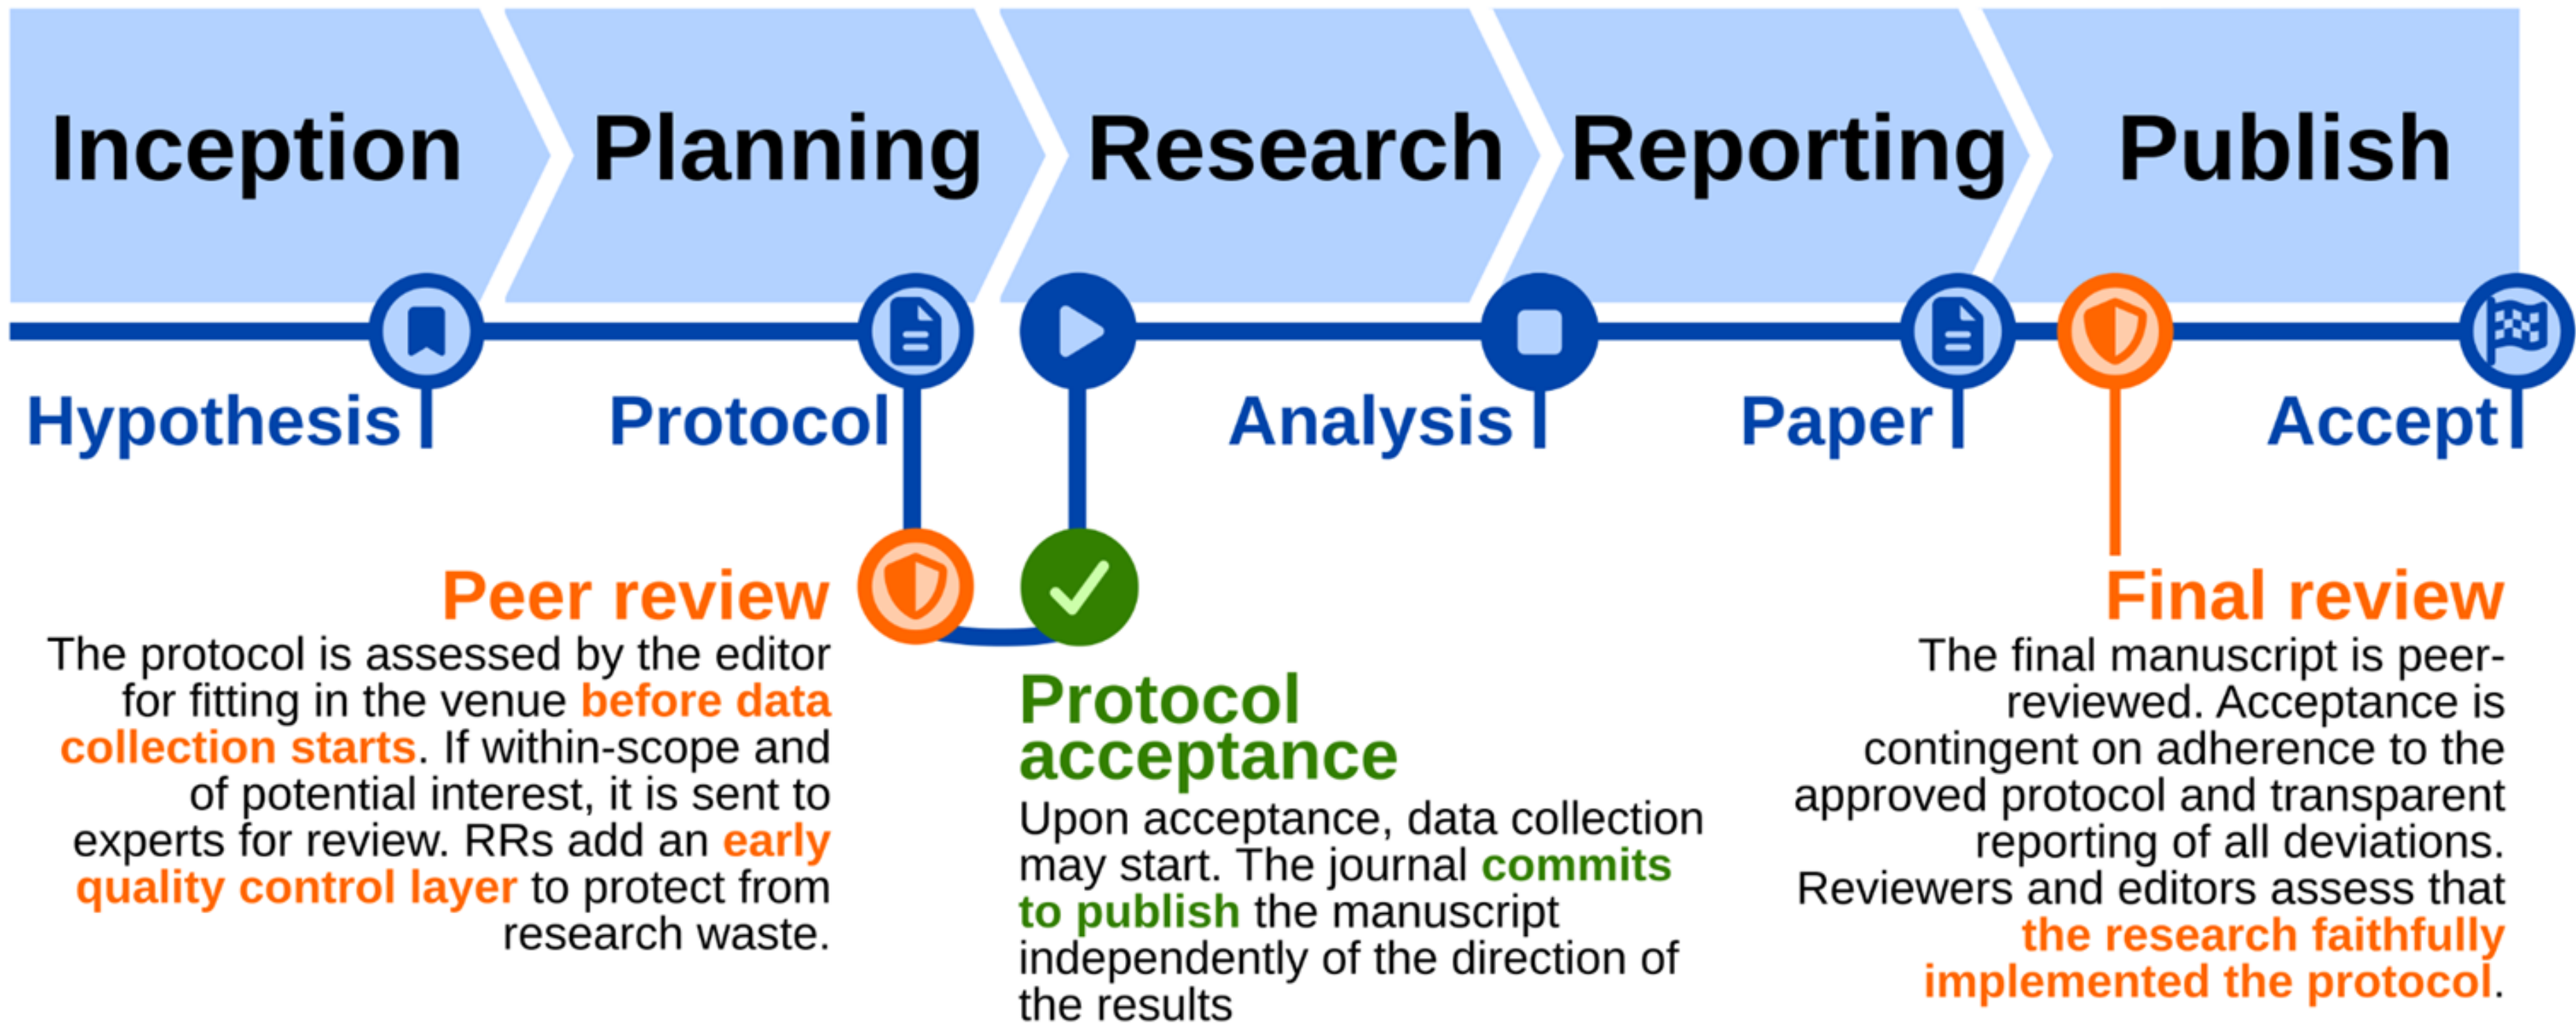 Inception
Planning
Research
Reporting
Publish
Hypothesis
Protocol
Analysis
Paper
Accept
Peer review
The protocol is assessed by the editor
for fitting in the venue before data
collection starts. If within-scope and
of potential interest, it is sent to
experts for review. RRs add an early
quality control layer to protect from
research waste.
Protocol
acceptance
Upon acceptance, data collection
may start. The journal commits
to publish the manuscript
independently of the direction of
the results
Final review
The final manuscript is peer-
reviewed. Acceptance is
contingent on adherence to the
approved protocol and transparent
reporting of all deviations.
Reviewers and editors assess that
the research faithfully
implemented the protocol.